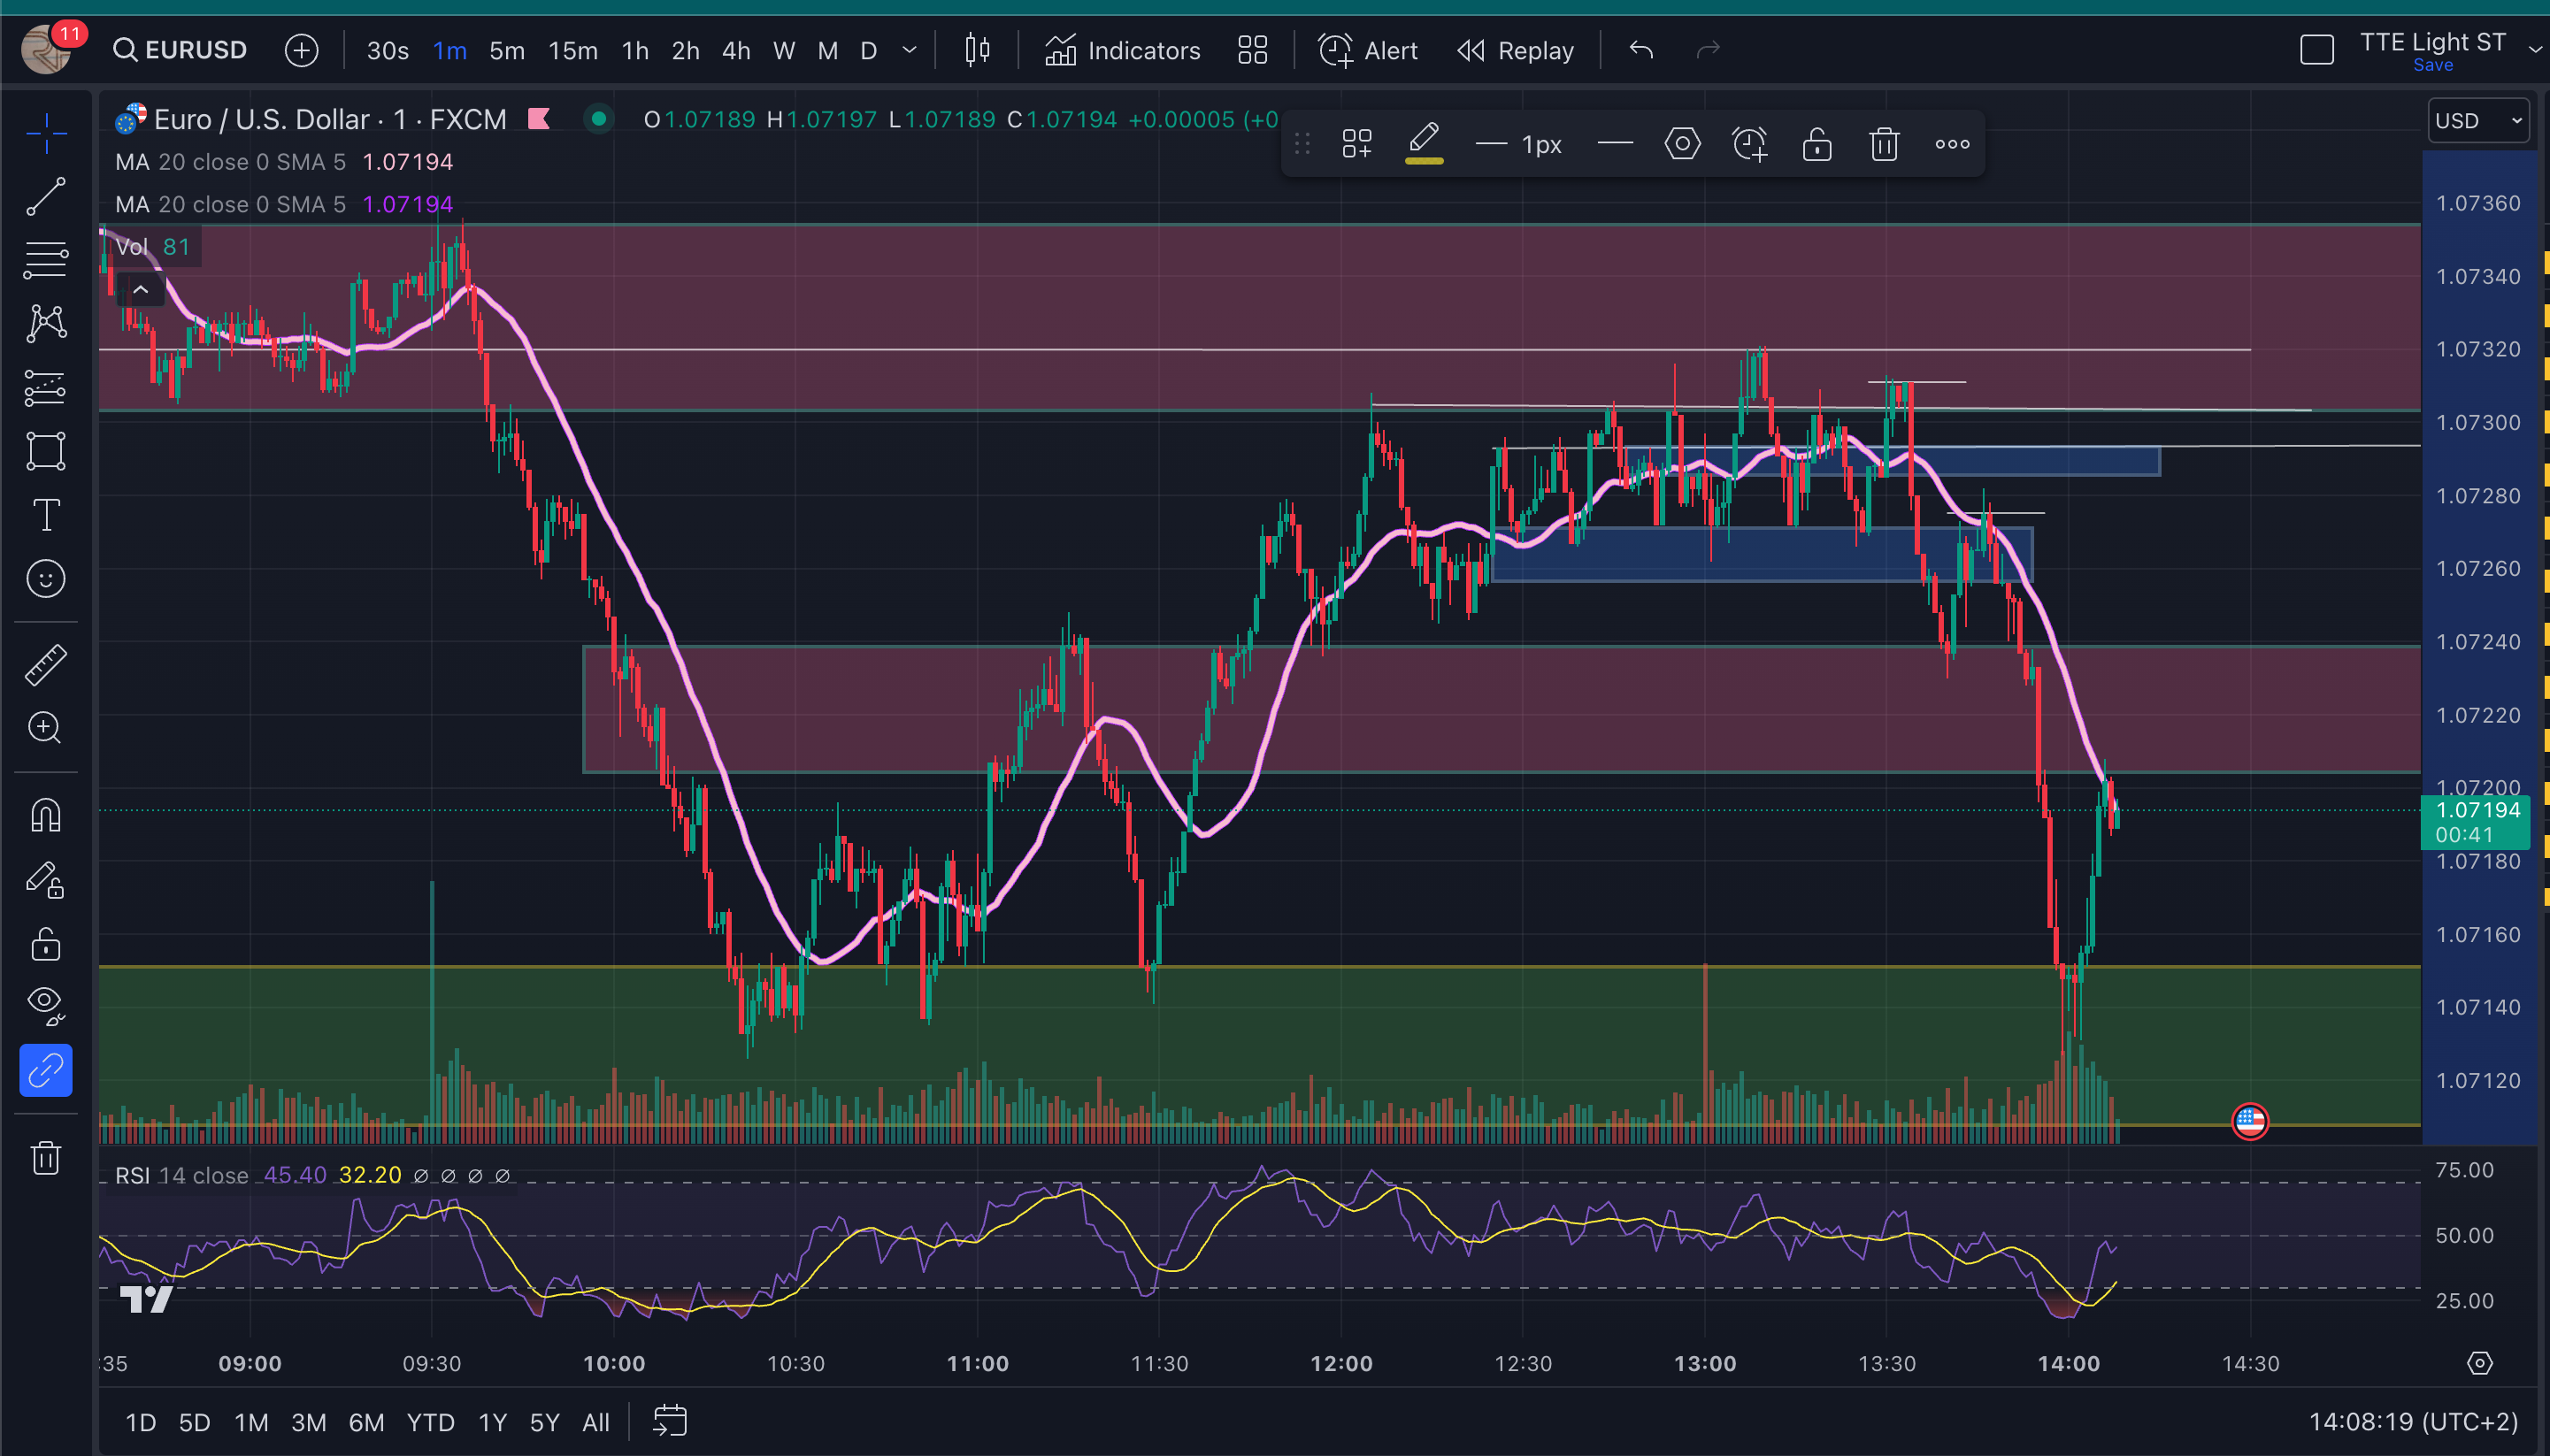 11
EURUSD
30s 1m 5m 15m 1h 2h 4h W M D
Indicators
Alert
Replay
TTE Light ST
Save
Euro / U.S. Dollar · 1 · FXCM O1.07189 H1.07197 L1.07189 C1.07194 +0.00005 (+0
1px
USD
MA 20 close 0 SMA 5 1.07194
MA 20 close 0 SMA 5 1.07194
Vol 81
1.07360
1.07340
1.07320
1.07300
1.07280
1.07260
1.07240
1.07220
1.07200
1.07194
00:41
1.07180
1.07160
1.07140
1.07120
RSI 14 close 45.40 32.20 ∅ ∅ ∅ ∅
75.00
50.00
25.00
:35 09:00 09:30 10:00 10:30 11:00 11:30 12:00 12:30 13:00 13:30 14:00 14:30
1D 5D 1M 3M 6M YTD 1Y 5Y All
14:08:19 (UTC+2)